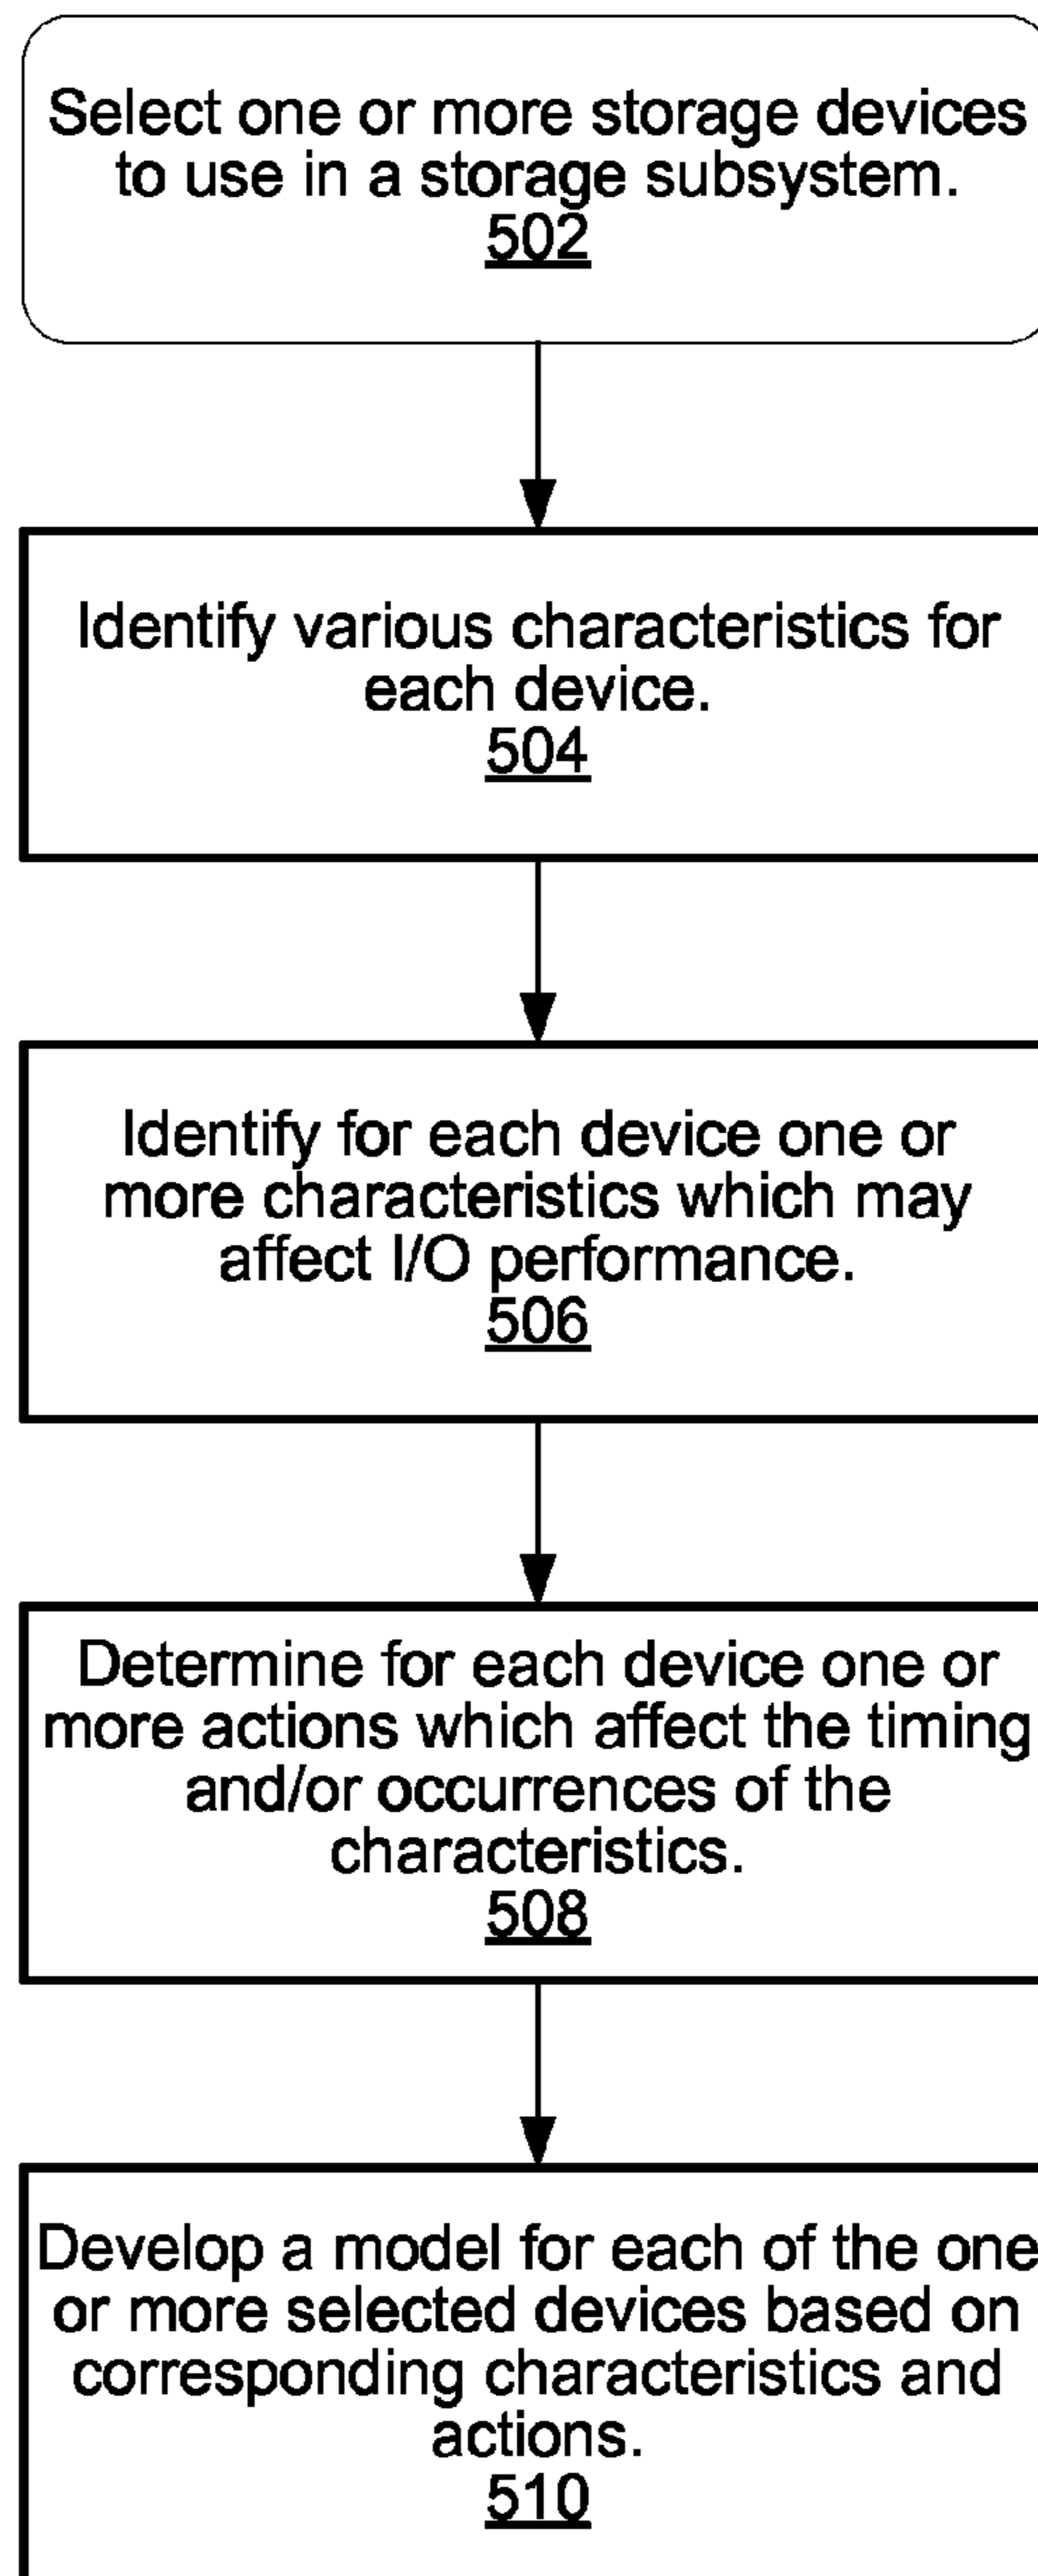 Select one or more storage devices
to use in a storage subsystem.
502
Identify various characteristics for
each device.
504
Identify for each device one or
more characteristics which may
affect I/O performance.
506
Determine for each device one or
more actions which affect the timing
and/or occurrences of the
characteristics.
508
Develop a model for each of the one
or more selected devices based on
corresponding characteristics and
actions.
510